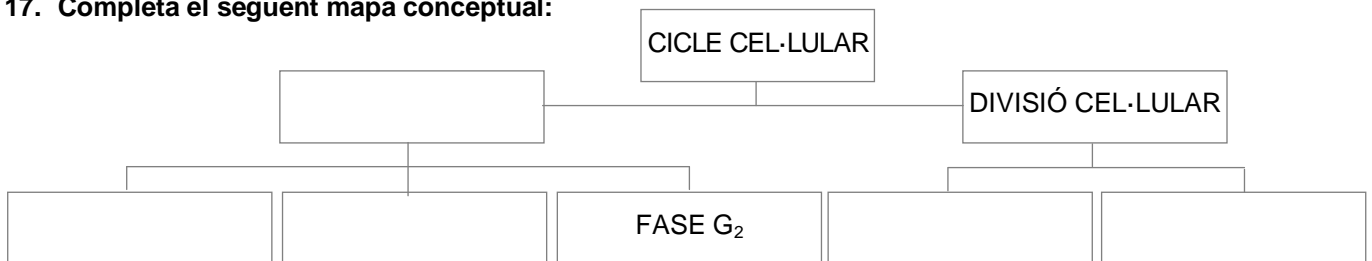 17. Completa el següent mapa conceptual:
CICLE CEL·LULAR
DIVISIÓ CEL·LULAR
FASE G₂